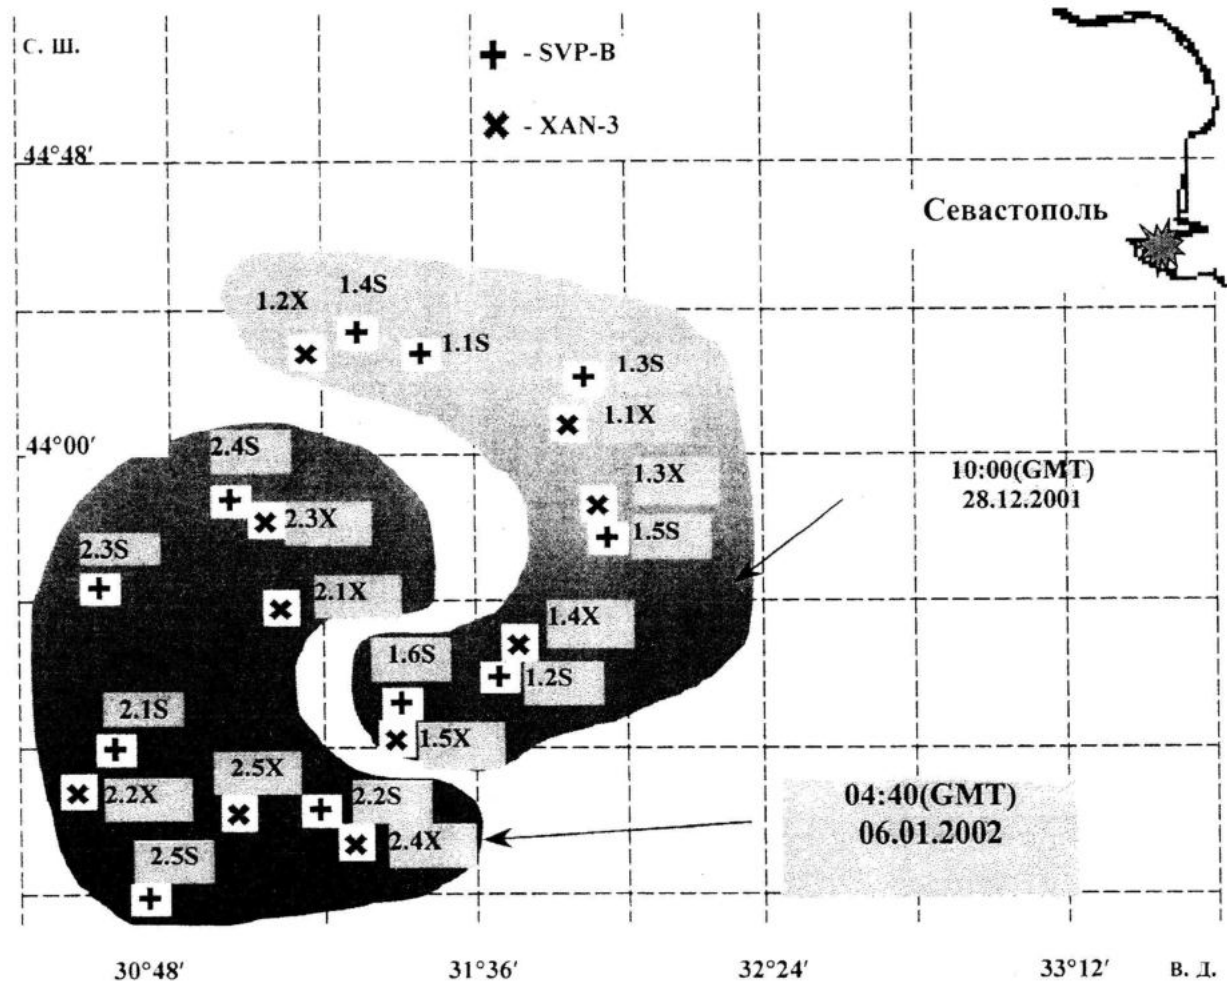 с. ш.
- SVP-B
- XAN-3
44°48′
Севастополь
1.2X
1.4S
1.1S
1.3S
1.1X
44°00′
2.4S
1.3X
10:00(GMT)
28.12.2001
2.3X
1.5S
2.3S
2.1X
1.4X
1.6S
1.2S
2.1S
1.5X
2.5X
2.2X
2.2S
04:40(GMT)
06.01.2002
2.4X
2.5S
30°48′
31°36′
32°24′
33°12′
в. д.